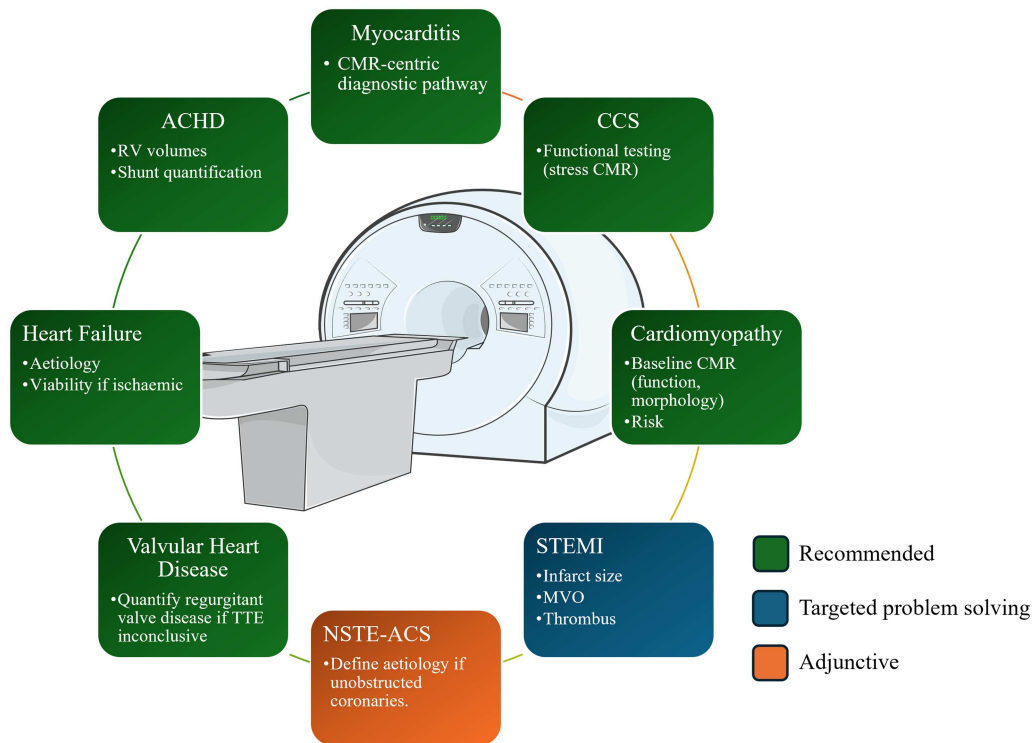 Myocarditis
• CMR-centric
diagnostic pathway
CCS
•Functional testing
(stress CMR)
Cardiomyopathy
•Baseline CMR
(function,
morphology)
•Risk
STEMI
•Infarct size
•MVO
•Thrombus
NSTE-ACS
•Define aetiology if
unobstructed
coronaries.
Valvular Heart
Disease
•Quantify regurgitant
valve disease if TTE
inconclusive
Heart Failure
•Aetiology
•Viability if ischaemic
ACHD
•RV volumes
•Shunt quantification
Recommended
Targeted problem solving
Adjunctive